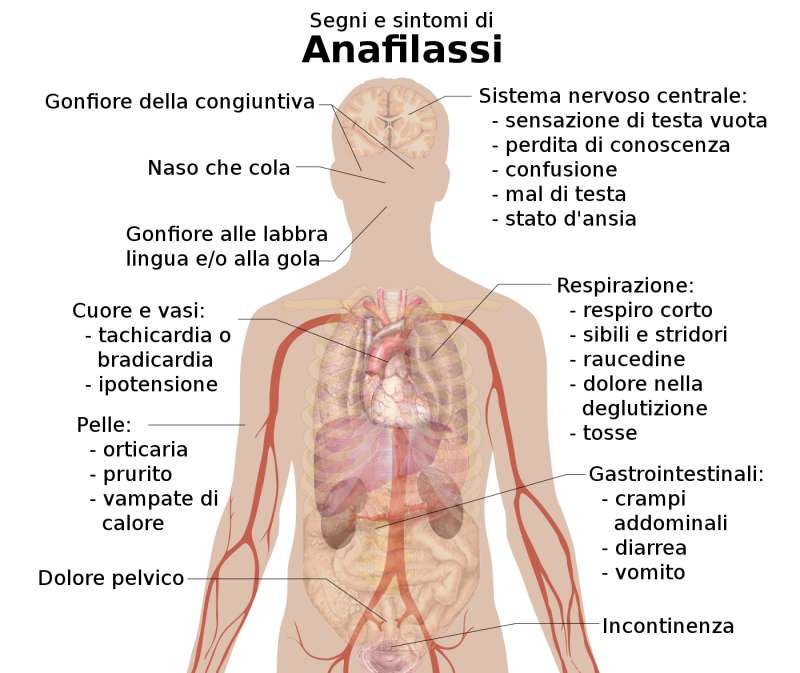 Segni e sintomi di
Anafilassi
Gonfiore della congiuntiva
Naso che cola
Gonfiore alle labbra
lingua e/o alla gola
Cuore e vasi:
- tachicardia o
bradicardia
- ipotensione
Pelle:
- orticaria
- prurito
- vampate di
calore
Dolore pelvico
Sistema nervoso centrale:
- sensazione di testa vuota
- perdita di conoscenza
- confusione
- mal di testa
- stato d'ansia
Respirazione:
- respiro corto
- sibili e stridori
- raucedine
- dolore nella
deglutizione
- tosse
Gastrointestinali:
- crampi
addominali
- diarrea
- vomito
Incontinenza